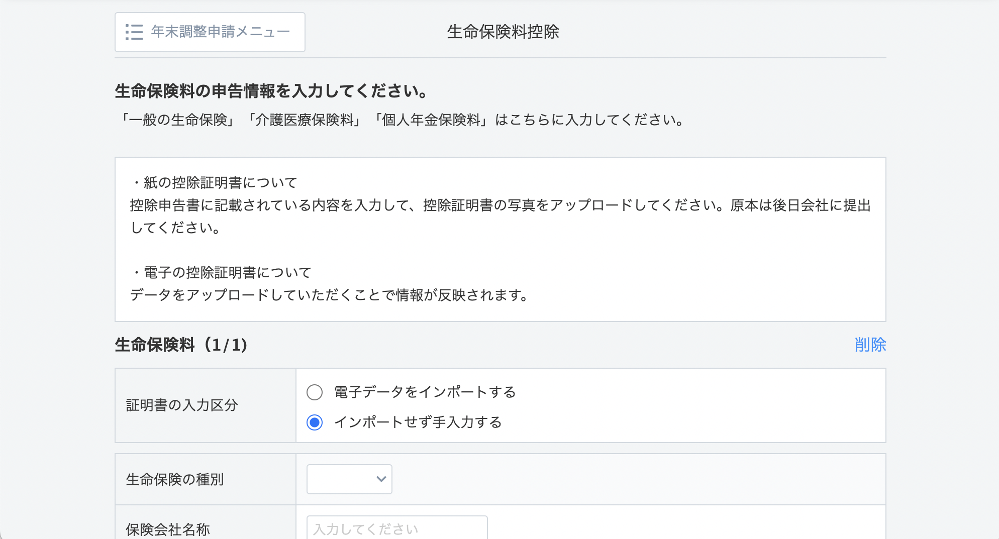 年末調整申請メニュー
生命保険料控除
生命保険料の申告情報を入力してください。
「一般の生命保険」「介護医療保険料」「個人年金保険料」はこちらに入力してください。
・紙の控除証明書について
控除申告書に記載されている内容を入力して、控除証明書の写真をアップロードしてください。原本は後日会社に提出
してください。
・電子の控除証明書について
データをアップロードしていただくことで情報が反映されます。
生命保険料（1/1）
削除
証明書の入力区分
電子データをインポートする
インポートせず手入力する
生命保険の種別
保険会社名称
入力してください